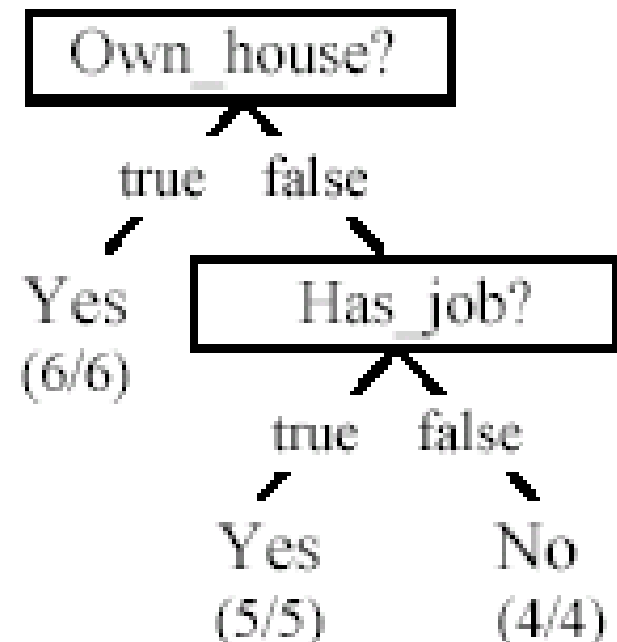 Own_house?
true false
Yes
Has_job?
(6/6)
true false
Yes No
(5/5) (4/4)